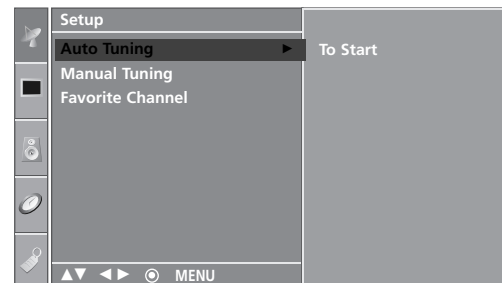 Setup
Auto Tuning ► To Start
Manual Tuning
Favorite Channel
▲▼ ◄► ◉ MENU